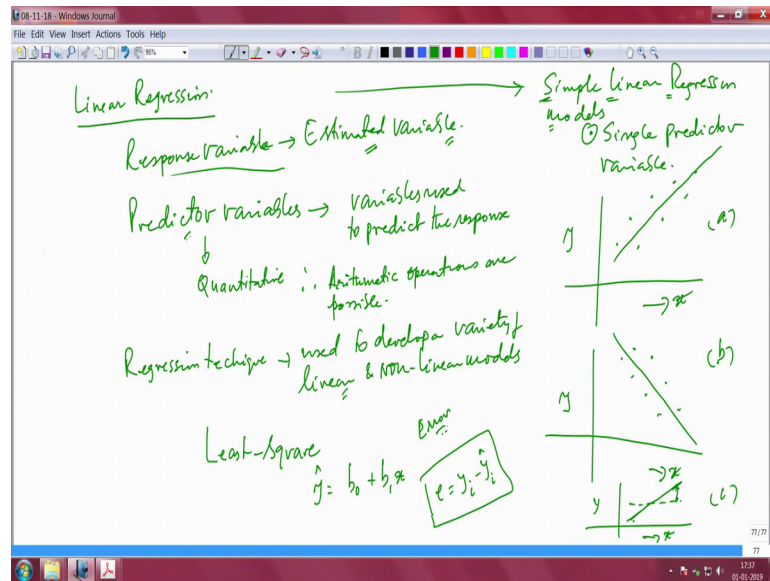 08-11-18 - Windows Journal
File Edit View Insert Actions Tools Help
96%
B I
Linear Regression.
Simple Linear Regression
models
Response variable → Estimated variable.
① Single predictor
variable.
Predictor variables → variables used
to predict the response
Quantitative ∴ Arithmetic operations are
possible.
y
(a)
→ x
Regression technique → used to develop a variety of
linear & Non-linear models
y
(b)
→ x
Least-Square
Error
ŷ = b₀ + b₁x
e = yᵢ - ŷᵢ
y
(c)
→ x
77/77
77
17:37
01-01-2019